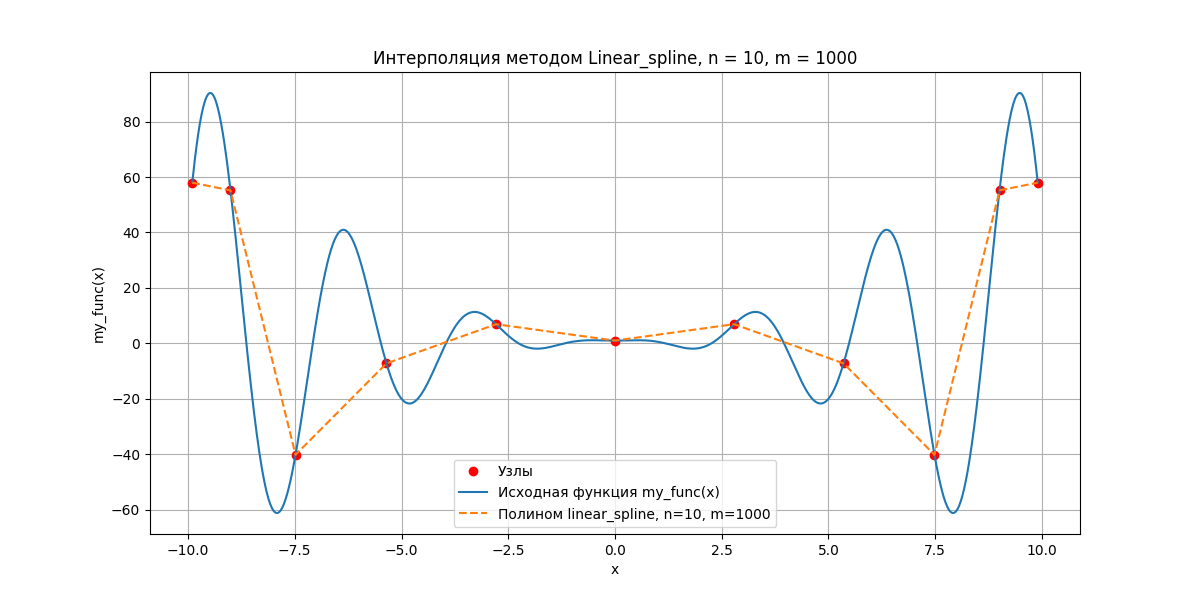 Интерполяция методом Linear_spline, n = 10, m = 1000
my_func(x)
80
60
40
20
0
−20
−40
−60
Узлы
Исходная функция my_func(x)
Полином linear_spline, n=10, m=1000
−10.0 −7.5 −5.0 −2.5 0.0 2.5 5.0 7.5 10.0
x